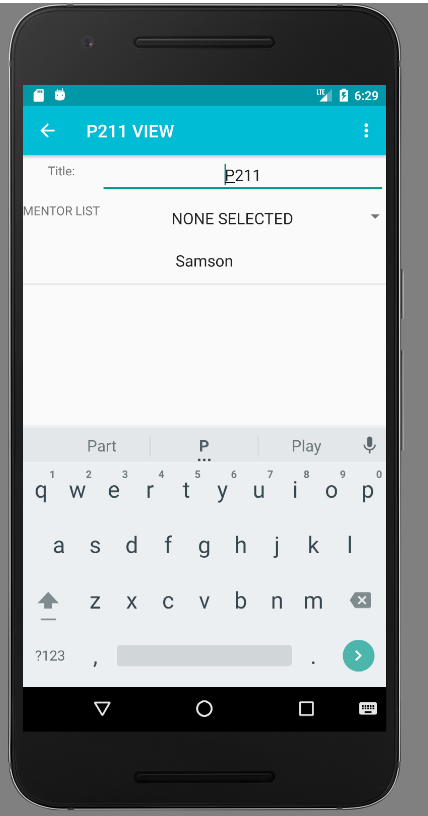 LTE 6:29
P211 VIEW
Title: P211
MENTOR LIST NONE SELECTED
Samson
Part P Play
1 2 3 4 5 6 7 8 9 0
q w e r t y u i o p
a s d f g h j k l
z x c v b n m
?123 , .